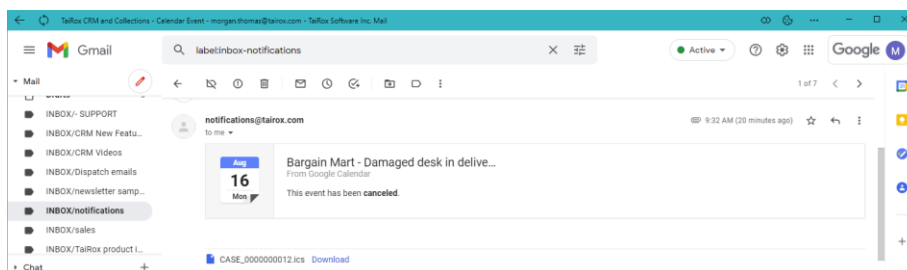 TaiRox CRM and Collections - Calendar Event - morgan.thomas@tairox.com - TaiRox Software Inc. Mail
Gmail
label:inbox-notifications
Active
Google
M
Mail
1 of 7
Drafts
INBOX/- SUPPORT
INBOX/CRM New Featu...
INBOX/CRM Videos
INBOX/Dispatch emails
INBOX/newsletter samp...
INBOX/notifications
INBOX/sales
INBOX/TaiRox product i...
Chat
notifications@tairox.com
9:32 AM (20 minutes ago)
to me
Aug
16
Mon
Bargain Mart - Damaged desk in delive...
From Google Calendar
This event has been canceled.
CASE_0000000012.ics Download